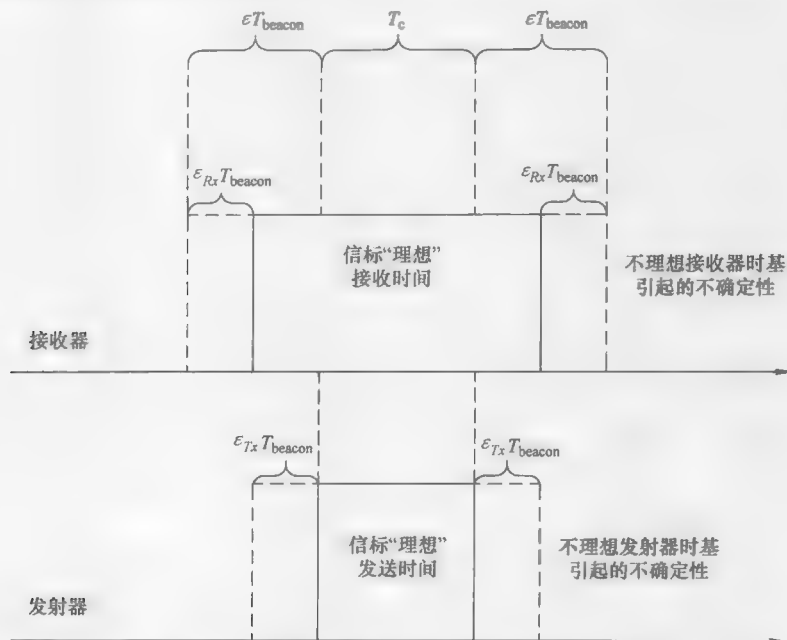 εT_beacon T_c εT_beacon
ε_Rx T_beacon ε_Rx T_beacon
信标“理想”
接收时间
不理想接收器时基
引起的不确定性
接收器
ε_Tx T_beacon ε_Tx T_beacon
信标“理想”
发送时间
不理想发射器时基
引起的不确定性
发射器